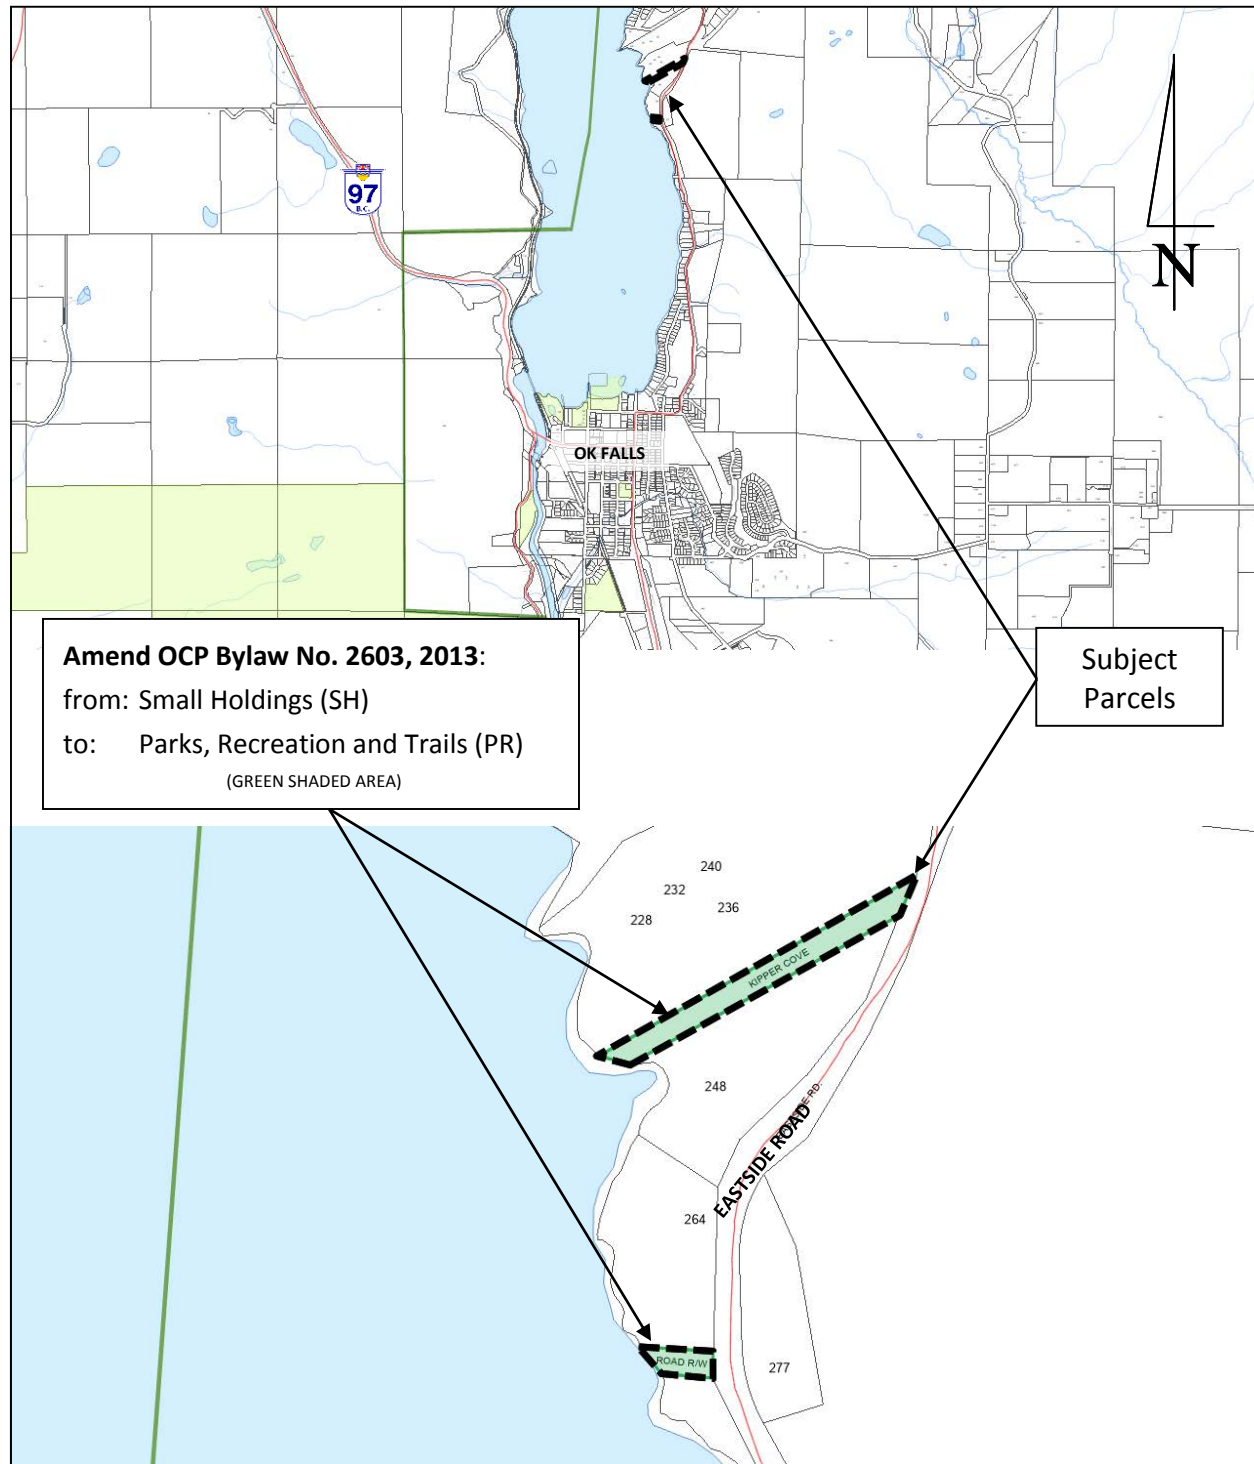 97
B.C.
N
OK FALLS
Amend OCP Bylaw No. 2603, 2013:
from: Small Holdings (SH)
to: Parks, Recreation and Trails (PR)
(GREEN SHADED AREA)
Subject
Parcels
240
232
236
228
KIPPER COVE
248
EASTSIDE ROAD
264
ROAD R/W
277